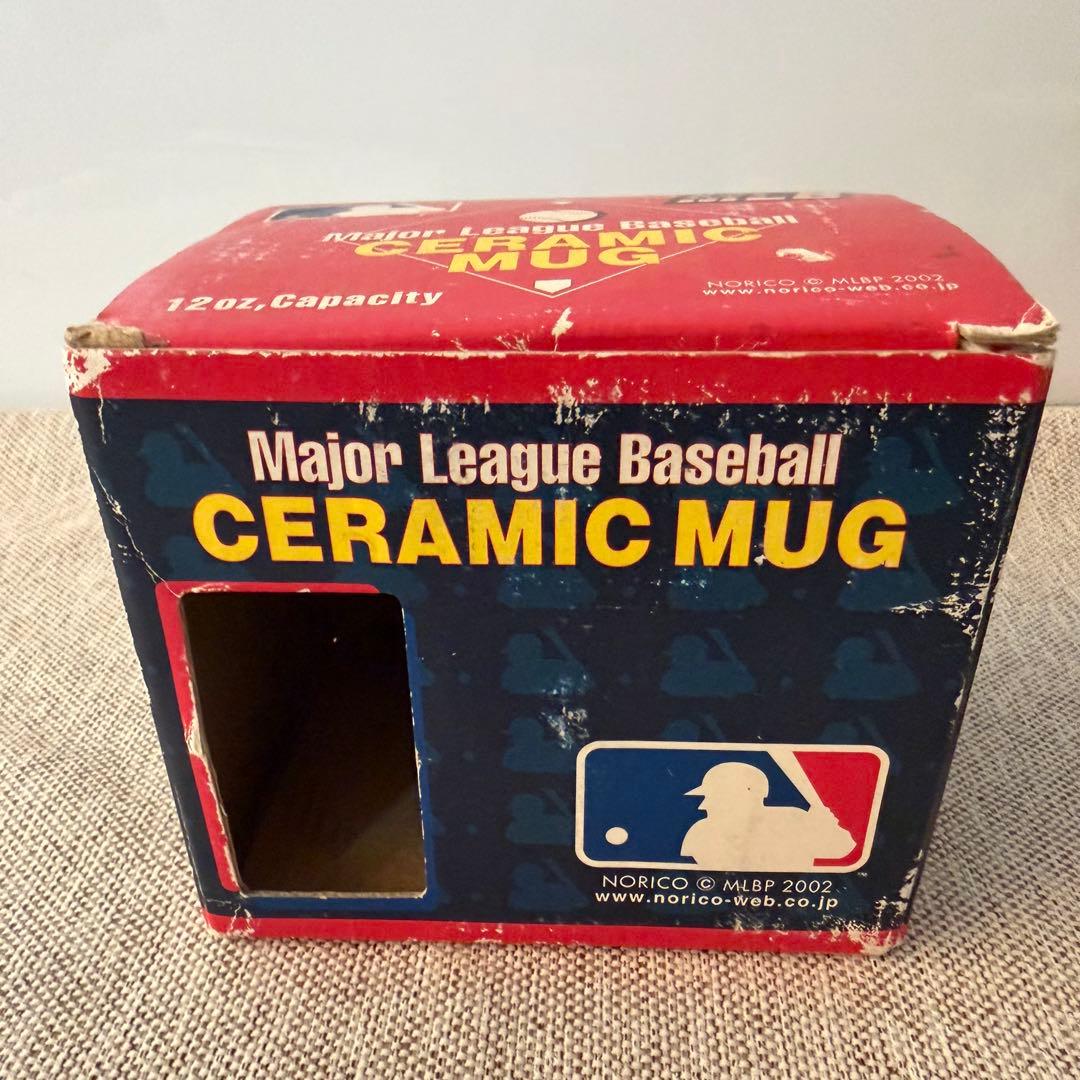 Major League Baseball
CERAMIC
MUG
12oz,Capacity
NORICO © MLBP 2002
www.norico-web.co.jp
Major League Baseball
CERAMIC MUG
NORICO © MLBP 2002
www.norico-web.co.jp